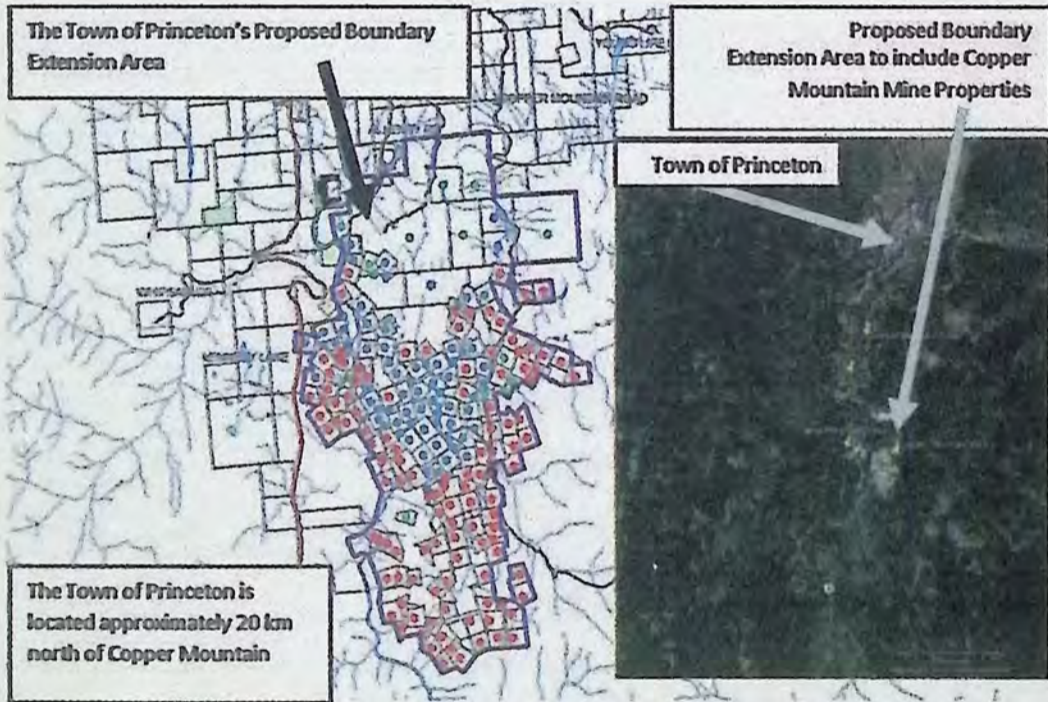 The Town of Princeton's Proposed Boundary
Extension Area
Proposed Boundary
Extension Area to include Copper
Mountain Mine Properties
Town of Princeton
The Town of Princeton is
located approximately 20 km
north of Copper Mountain